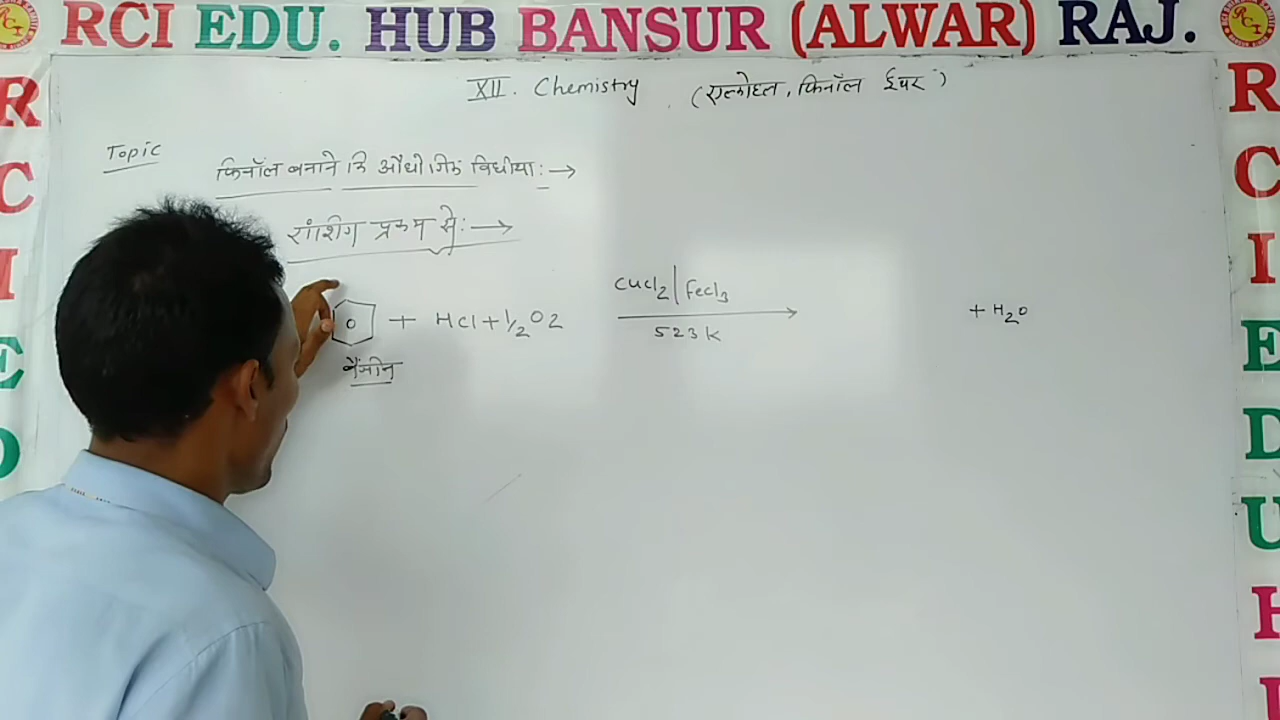 RCI EDU. HUB BANSUR (ALWAR) RAJ.
XII. Chemistry (एल्कोहल, फिनॉल ईथर)
Topic
फिनॉल बनाने कि औधौगिक विधीया:→
राशिंग प्रक्रम से:→
+ HCl+1/2O2 CuCl2|FeCl3 + H2O
523K
बैंजीन
R
C
I
E
D
R
C
I
E
D
U
H